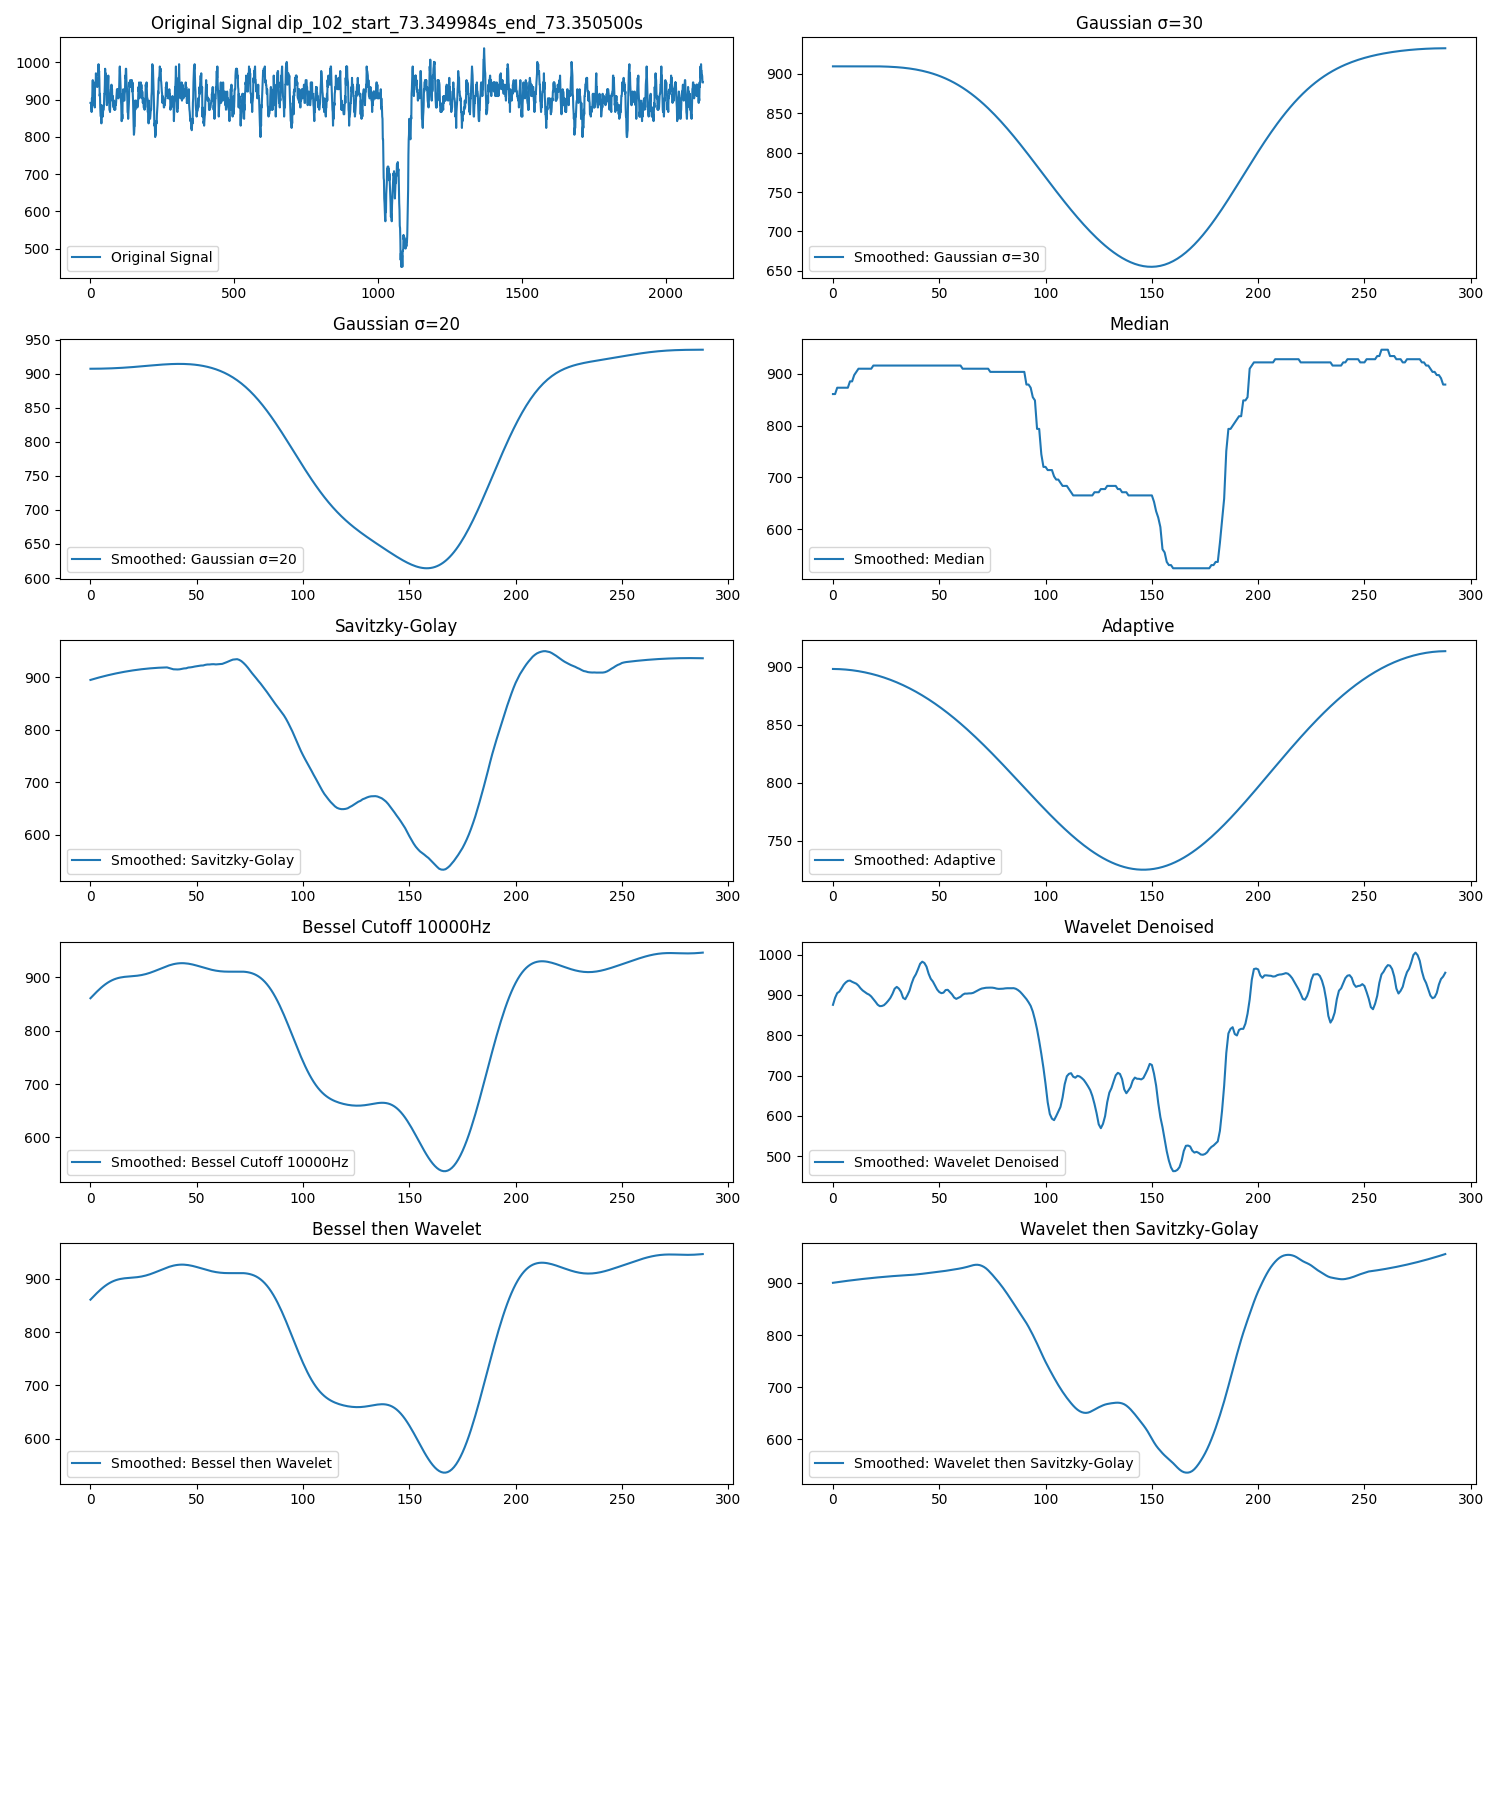 Original Signal dip_102_start_73.349984s_end_73.350500s
1000
900
800
700
600
500
Original Signal
0 500 1000 1500 2000
Gaussian σ=30
900
850
800
750
700
650
Smoothed: Gaussian σ=30
0 50 100 150 200 250 300
Gaussian σ=20
950
900
850
800
750
700
650
600
Smoothed: Gaussian σ=20
0 50 100 150 200 250 300
Median
900
800
700
600
Smoothed: Median
0 50 100 150 200 250 300
Savitzky-Golay
900
800
700
600
Smoothed: Savitzky-Golay
0 50 100 150 200 250 300
Adaptive
900
850
800
750
Smoothed: Adaptive
0 50 100 150 200 250 300
Bessel Cutoff 10000Hz
900
800
700
600
Smoothed: Bessel Cutoff 10000Hz
0 50 100 150 200 250 300
Wavelet Denoised
1000
900
800
700
600
500
Smoothed: Wavelet Denoised
0 50 100 150 200 250 300
Bessel then Wavelet
900
800
700
600
Smoothed: Bessel then Wavelet
0 50 100 150 200 250 300
Wavelet then Savitzky-Golay
900
800
700
600
Smoothed: Wavelet then Savitzky-Golay
0 50 100 150 200 250 300